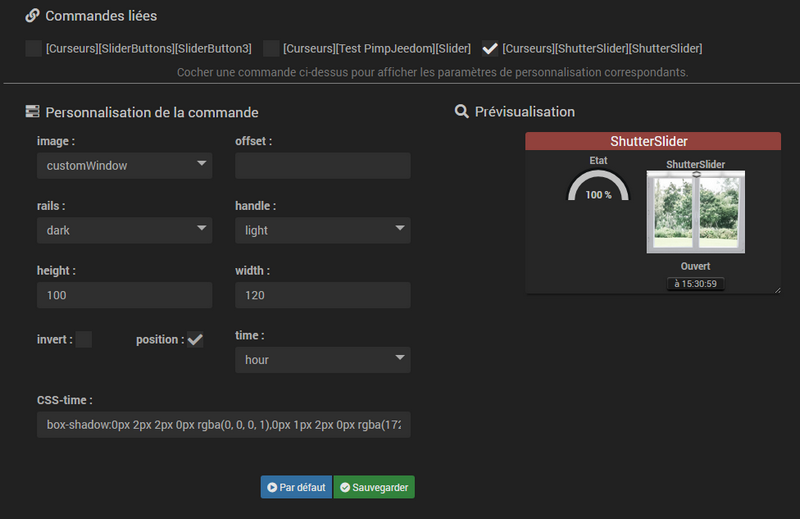 Commandes liées
[Curseurs][SliderButtons][SliderButton3] [Curseurs][Test PimpJeedom][Slider] [Curseurs][ShutterSlider][ShutterSlider]
Cocher une commande ci-dessus pour afficher les paramètres de personnalisation correspondants.
Personnalisation de la commande
image : offset :
customWindow
rails : handle :
dark light
height : width :
100 120
invert : position : time :
hour
CSS-time :
box-shadow:0px 2px 2px 0px rgba(0, 0, 0, 1),0px 1px 2px 0px rgba(172
Par défaut Sauvegarder
Prévisualisation
ShutterSlider
Etat ShutterSlider
100 %
Ouvert
à 15:30:59